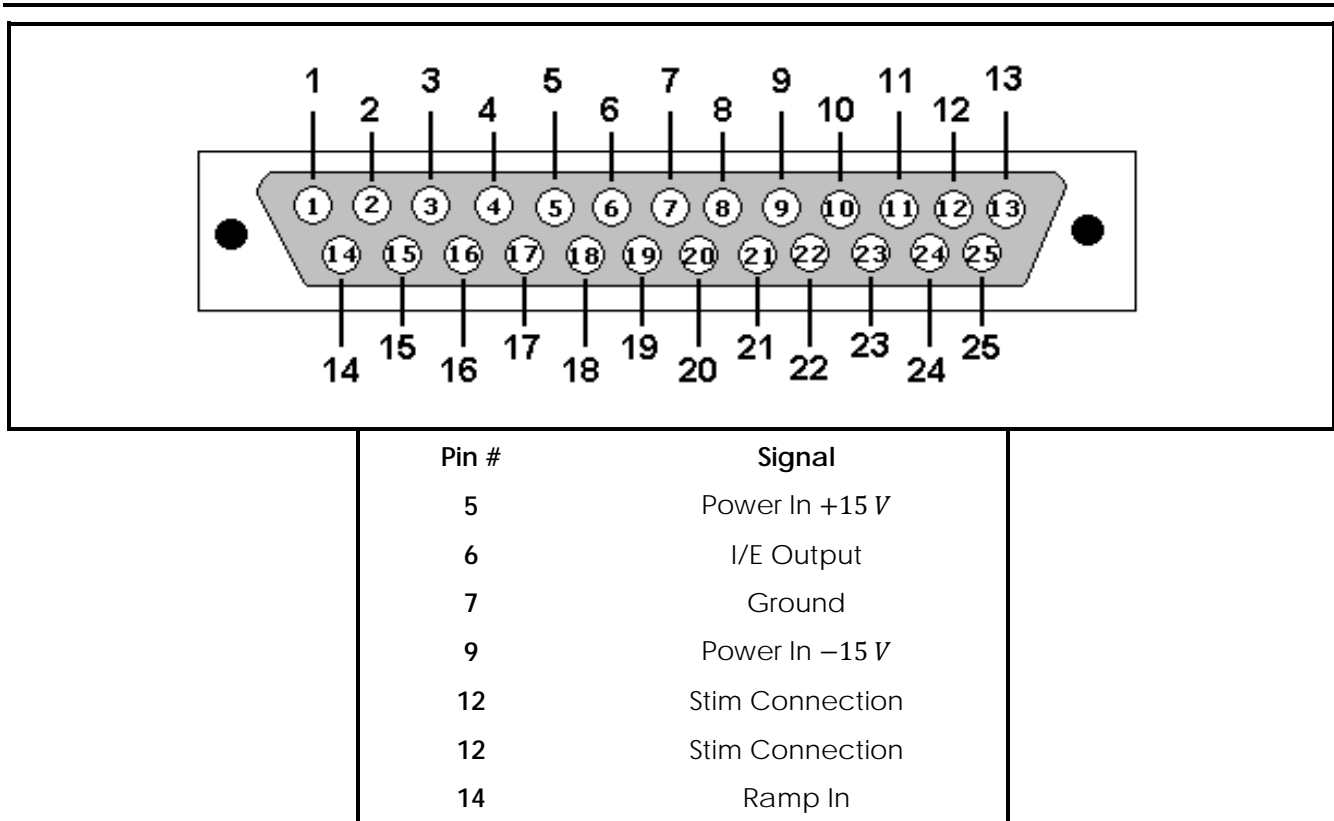 1 3 5 7 9 11 13
2 4 6 8 10 12
1 2 3 4 5 6 7 8 9 10 11 12 13
14 15 16 17 18 19 20 21 22 23 24 25
15 17 19 21 23 25
14 16 18 20 22 24
Pin # Signal
5 Power In +15 V
6 I/E Output
7 Ground
9 Power In −15 V
12 Stim Connection
12 Stim Connection
14 Ramp In